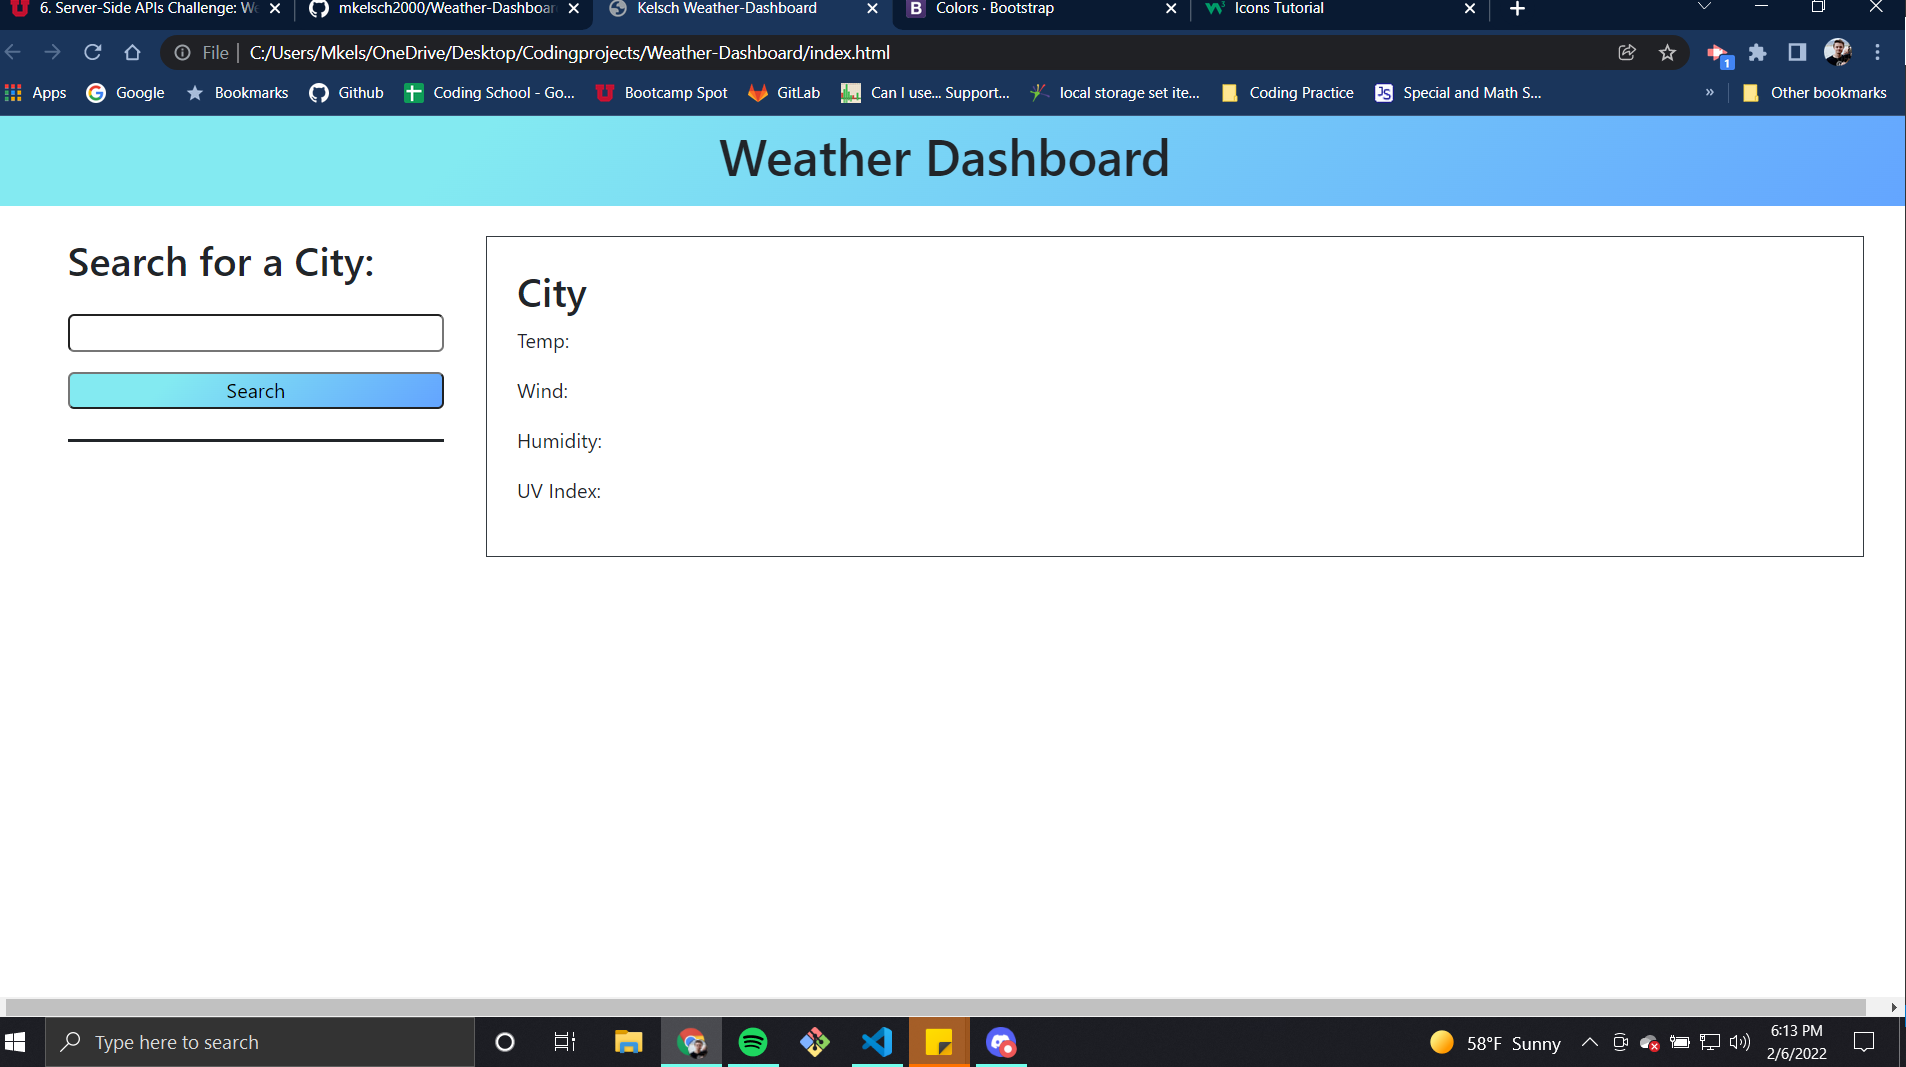 6. Server-Side APIs Challenge: We
mkelsch2000/Weather-Dashboar
Kelsch Weather-Dashboard
Colors · Bootstrap
Icons Tutorial
File | C:/Users/Mkels/OneDrive/Desktop/Codingprojects/Weather-Dashboard/index.html
1
Apps Google Bookmarks Github Coding School - Go... Bootcamp Spot GitLab Can I use... Support... local storage set ite... Coding Practice JS Special and Math S... » Other bookmarks
Weather Dashboard
Search for a City:
Search
City
Temp:
Wind:
Humidity:
UV Index:
Type here to search
58°F Sunny
6:13 PM
2/6/2022